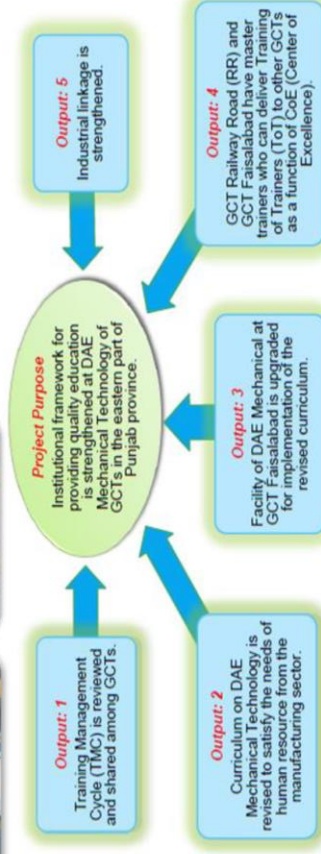 Project Purpose
Institutional framework for
providing quality education
is strengthened at DAE
Mechanical Technology of
GCTs in the eastern part of
Punjab province.
Output: 1
Training Management
Cycle (TMC) is reviewed
and shared among GCTs.
Output: 2
Curriculum on DAE
Mechanical Technology is
revised to satisfy the needs of
human resource from the
manufacturing sector.
Output: 3
Facility of DAE Mechanical at
GCT Faisalabad is upgraded
for implementation of the
revised curriculum.
Output: 4
GCT Railway Road (RR) and
GCT Faisalabad have master
trainers who can deliver Training
of Trainers (ToT) to other GCTs
as a function of CoE (Center of
Excellence).
Output: 5
Industrial linkage is
strengthened.